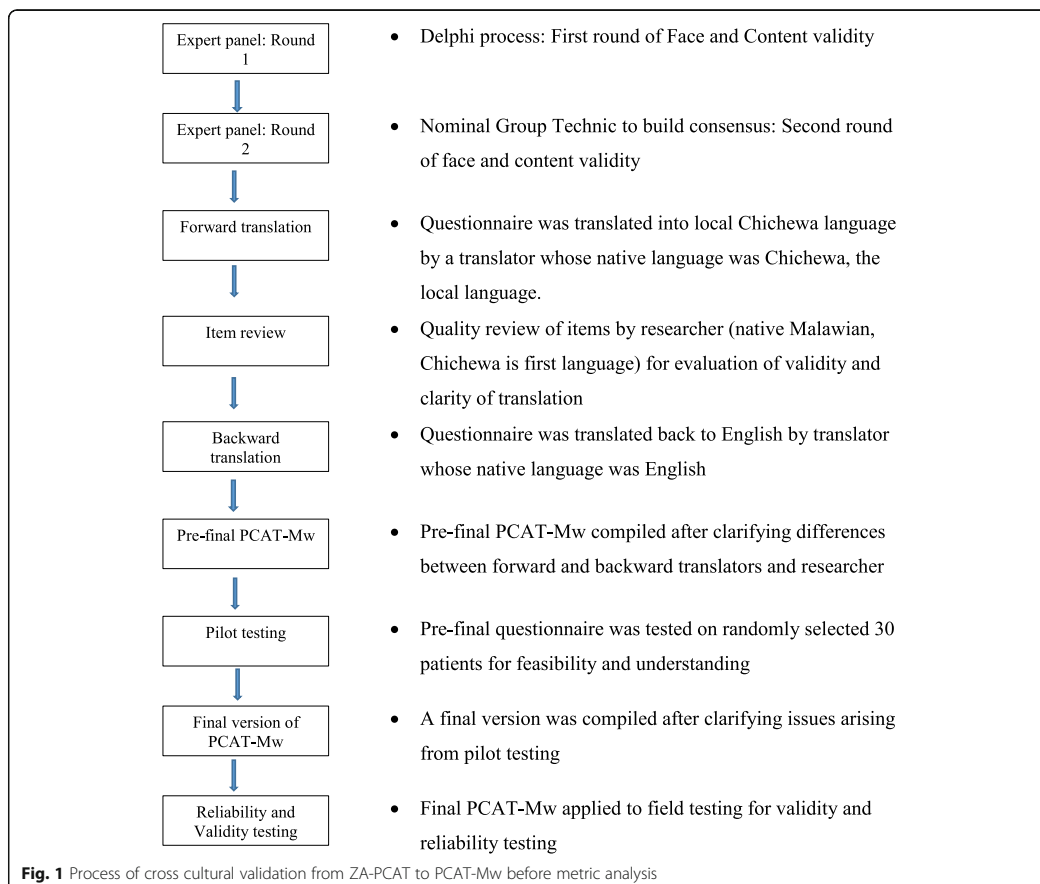 Expert panel: Round
1
• Delphi process: First round of Face and Content validity
Expert panel: Round
2
• Nominal Group Technic to build consensus: Second round
of face and content validity
Forward translation
• Questionnaire was translated into local Chichewa language
by a translator whose native language was Chichewa, the
local language.
Item review
• Quality review of items by researcher (native Malawian,
Chichewa is first language) for evaluation of validity and
clarity of translation
Backward
translation
• Questionnaire was translated back to English by translator
whose native language was English
Pre-final PCAT-Mw
• Pre-final PCAT-Mw compiled after clarifying differences
between forward and backward translators and researcher
Pilot testing
• Pre-final questionnaire was tested on randomly selected 30
patients for feasibility and understanding
Final version of
PCAT-Mw
• A final version was compiled after clarifying issues arising
from pilot testing
Reliability and
Validity testing
• Final PCAT-Mw applied to field testing for validity and
reliability testing
Fig. 1 Process of cross cultural validation from ZA-PCAT to PCAT-Mw before metric analysis